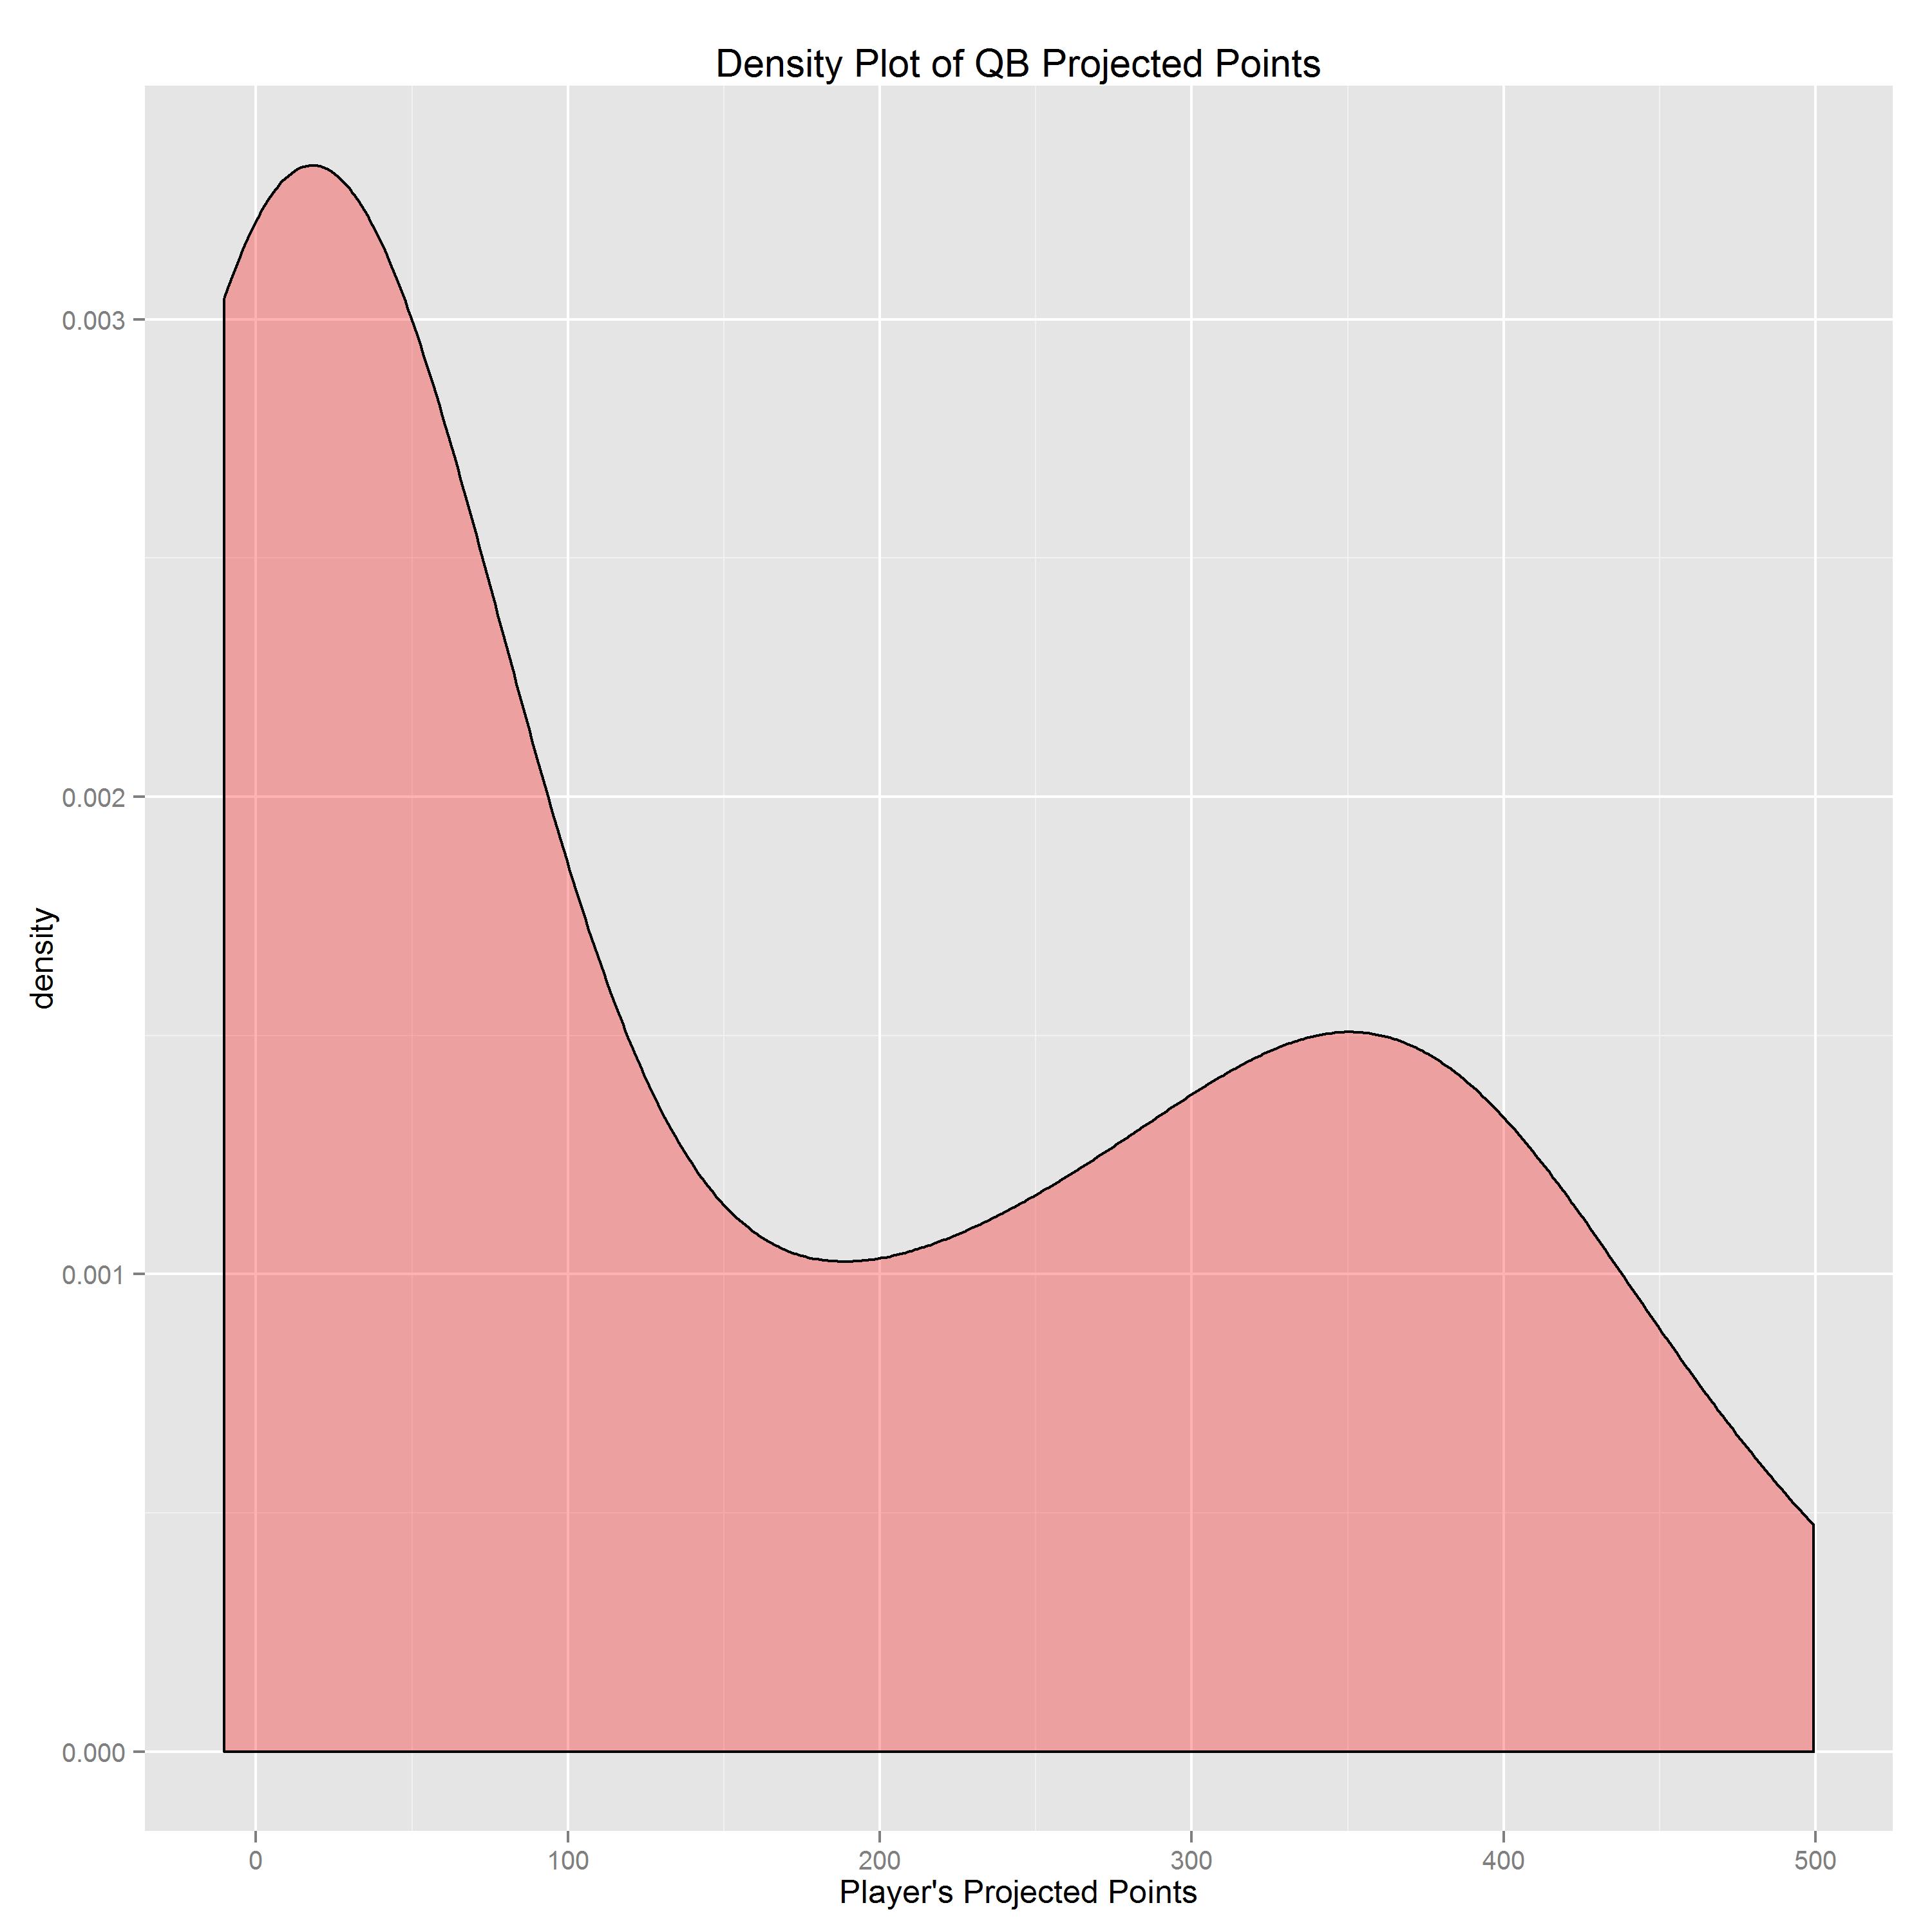 Density Plot of QB Projected Points
0.003
0.002
0.001
0.000
density
0 100 200 300 400 500
Player's Projected Points